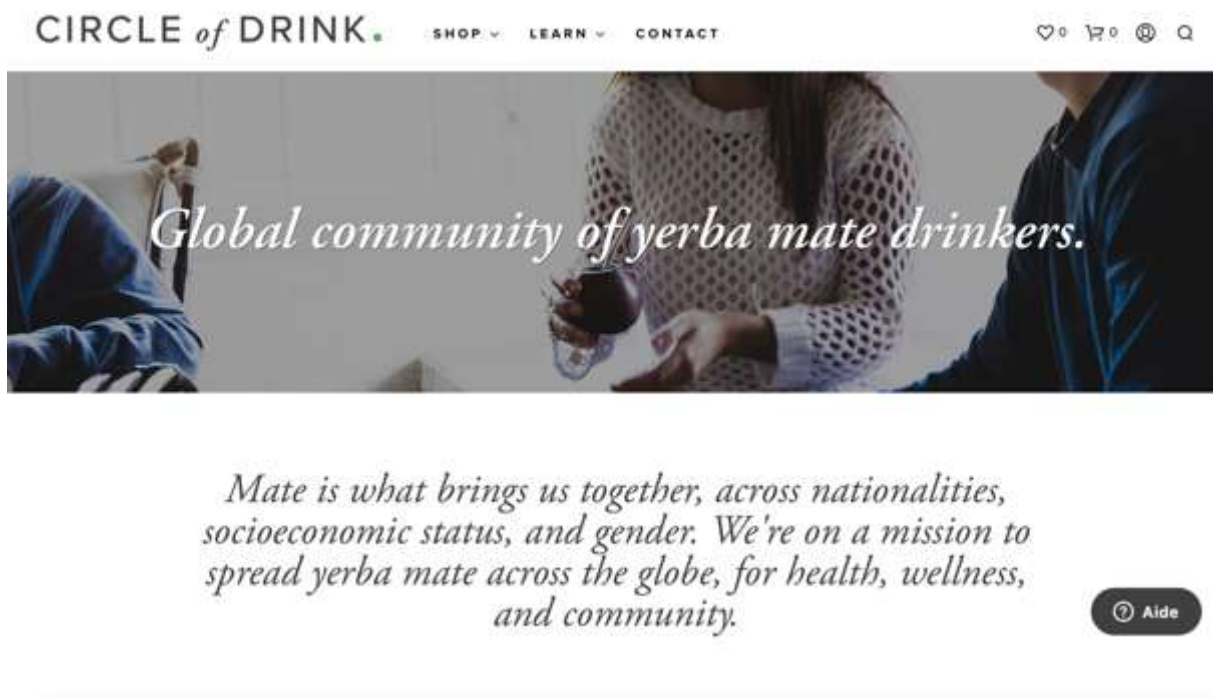 CIRCLE of DRINK. SHOP LEARN CONTACT 0 0
Global community of yerba mate drinkers.
Mate is what brings us together, across nationalities,
socioeconomic status, and gender. We're on a mission to
spread yerba mate across the globe, for health, wellness,
and community.
Aide